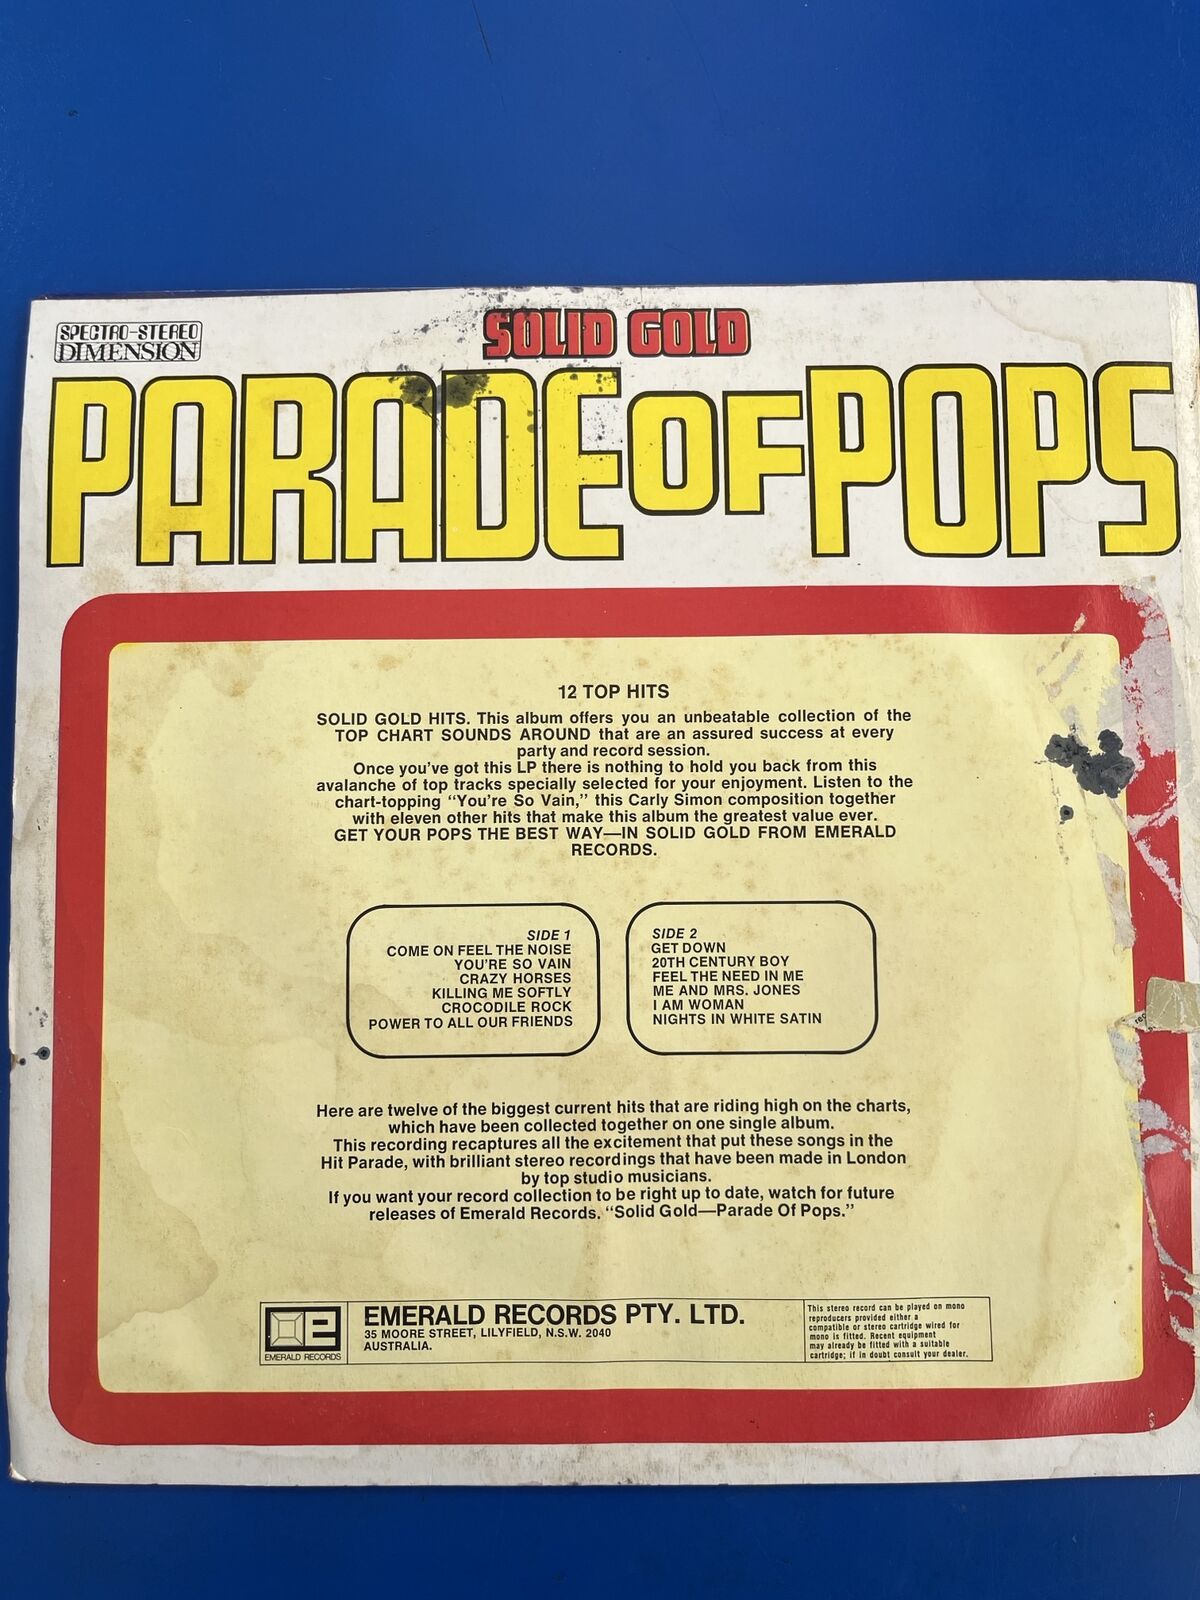 SPECTRO-STEREO
DIMENSION
SOLID GOLD
PARADE OF POPS
12 TOP HITS
SOLID GOLD HITS. This album offers you an unbeatable collection of the
TOP CHART SOUNDS AROUND that are an assured success at every
party and record session.
Once you've got this LP there is nothing to hold you back from this
avalanche of top tracks specially selected for your enjoyment. Listen to the
chart-topping "You're So Vain," this Carly Simon composition together
with eleven other hits that make this album the greatest value ever.
GET YOUR POPS THE BEST WAY—IN SOLID GOLD FROM EMERALD
RECORDS.
SIDE 1
COME ON FEEL THE NOISE
YOU'RE SO VAIN
CRAZY HORSES
KILLING ME SOFTLY
CROCODILE ROCK
POWER TO ALL OUR FRIENDS
SIDE 2
GET DOWN
20TH CENTURY BOY
FEEL THE NEED IN ME
ME AND MRS. JONES
I AM WOMAN
NIGHTS IN WHITE SATIN
Here are twelve of the biggest current hits that are riding high on the charts,
which have been collected together on one single album.
This recording recaptures all the excitement that put these songs in the
Hit Parade, with brilliant stereo recordings that have been made in London
by top studio musicians.
If you want your record collection to be right up to date, watch for future
releases of Emerald Records. "Solid Gold—Parade Of Pops."
E
EMERALD RECORDS
EMERALD RECORDS PTY. LTD.
35 MOORE STREET, LILYFIELD, N.S.W. 2040
AUSTRALIA.
This stereo record can be played on mono
reproducers provided either a
compatible or stereo cartridge wired for
mono is fitted. Recent equipment
may already be fitted with a suitable
cartridge; if in doubt consult your dealer.